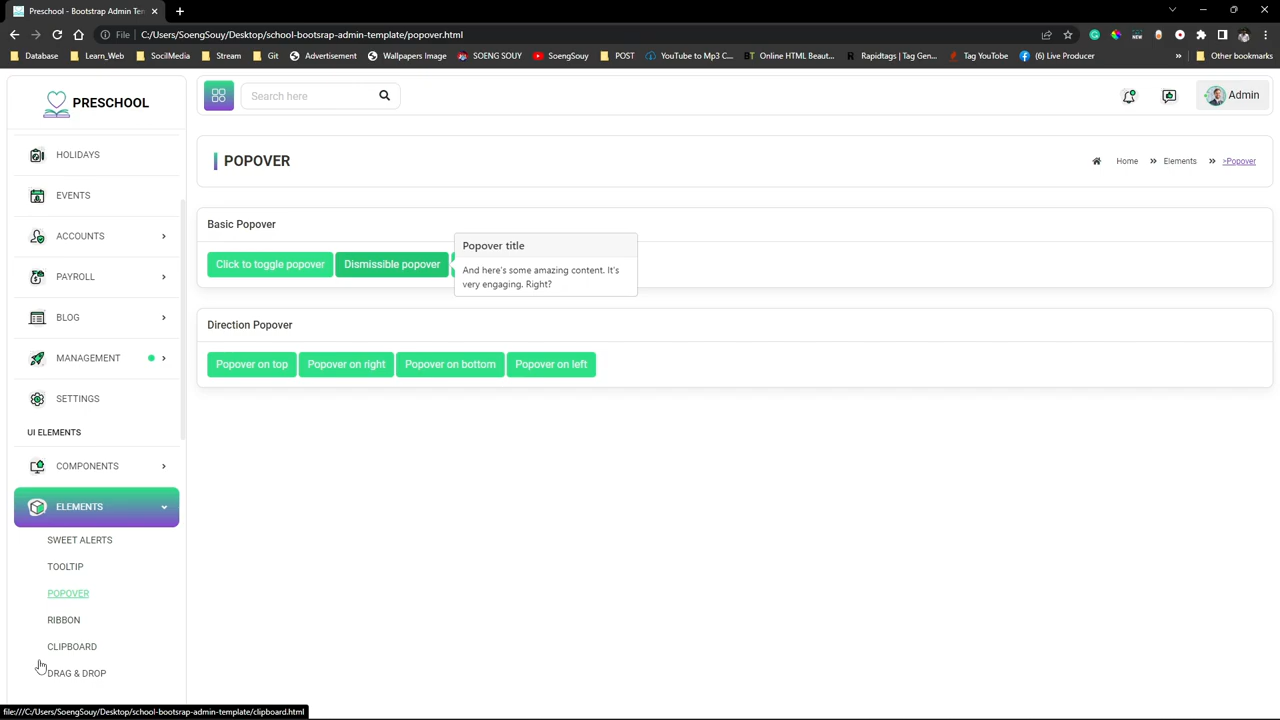 Preschool - Bootstrap Admin Ten
File
C:/Users/SoengSouy/Desktop/school-bootsrap-admin-template/popover.html
Database
Learn_Web
SocilMedia
Stream
Git
Advertisement
Wallpapers Image
SOENG SOUY
SoengSouy
POST
YouTube to Mp3 C...
Online HTML Beaut...
Rapidtags | Tag Gen...
Tag YouTube
(6) Live Producer
Other bookmarks
PRESCHOOL
Search here
Admin
HOLIDAYS
EVENTS
ACCOUNTS
PAYROLL
BLOG
MANAGEMENT
SETTINGS
UI ELEMENTS
COMPONENTS
ELEMENTS
SWEET ALERTS
TOOLTIP
POPOVER
RIBBON
CLIPBOARD
DRAG & DROP
POPOVER
Home » Elements » >Popover
Basic Popover
Click to toggle popover
Dismissible popover
Popover title
And here's some amazing content. It's
very engaging. Right?
Direction Popover
Popover on top
Popover on right
Popover on bottom
Popover on left
file:///C:/Users/SoengSouy/Desktop/school-bootsrap-admin-template/clipboard.html